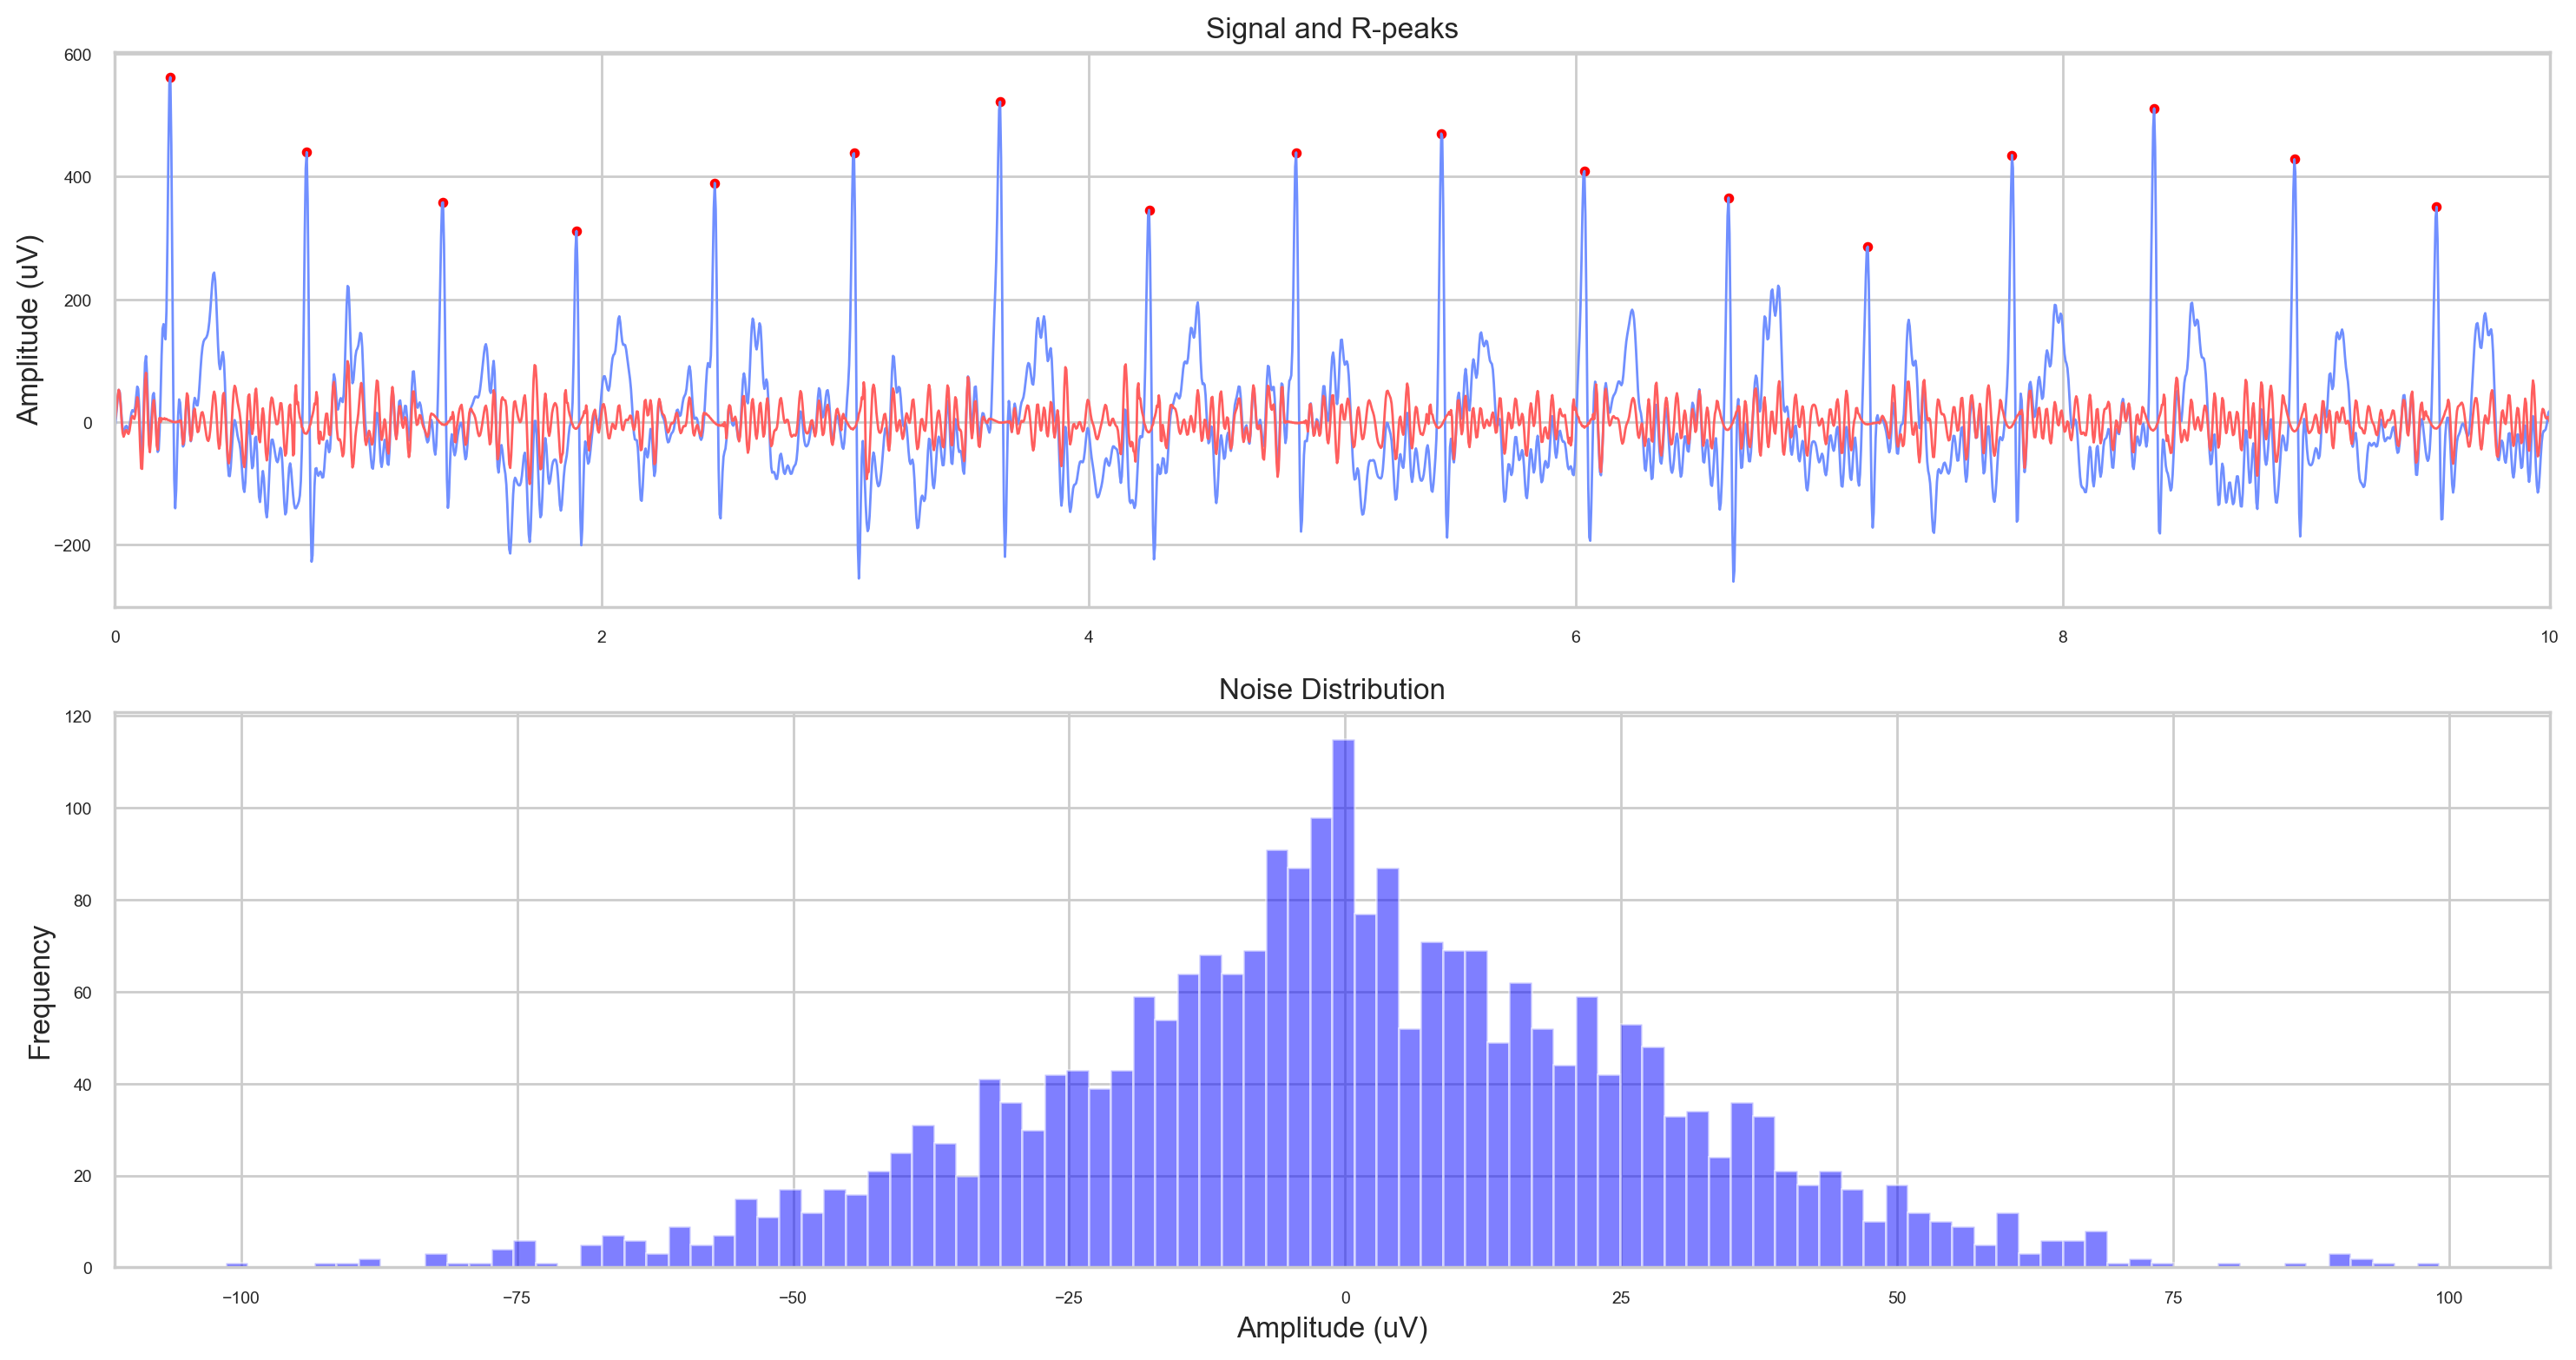 Signal and R-peaks
Amplitude (uV)
600
400
200
0
−200
0 2 4 6 8 10
Noise Distribution
Frequency
120
100
80
60
40
20
0
−100 −75 −50 −25 0 25 50 75 100
Amplitude (uV)